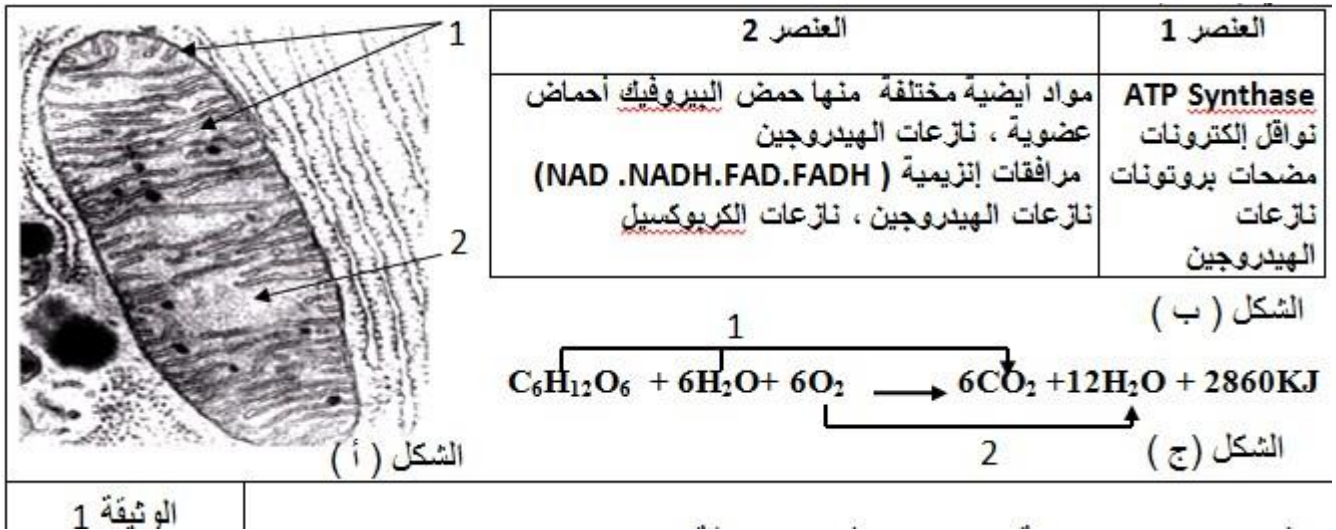 العنصر 1
العنصر 2
ATP Synthase
نواقل إلكترونات
مضحات بروتونات
نازعات
الهيدروجين
مواد أيضية مختلفة منها حمض البيروفيك أحماض
عضوية ، نازعات الهيدروجين
مرافقات إنزيمية ( NAD .NADH.FAD.FADH)
نازعات الهيدروجين ، نازعات الكربوكسيل
1
2
الشكل ( أ )
الشكل ( ب )
1
C₆H₁₂O₆ + 6H₂O+ 6O₂ → 6CO₂ +12H₂O + 2860KJ
2
الشكل (ج )
الوثيقة 1